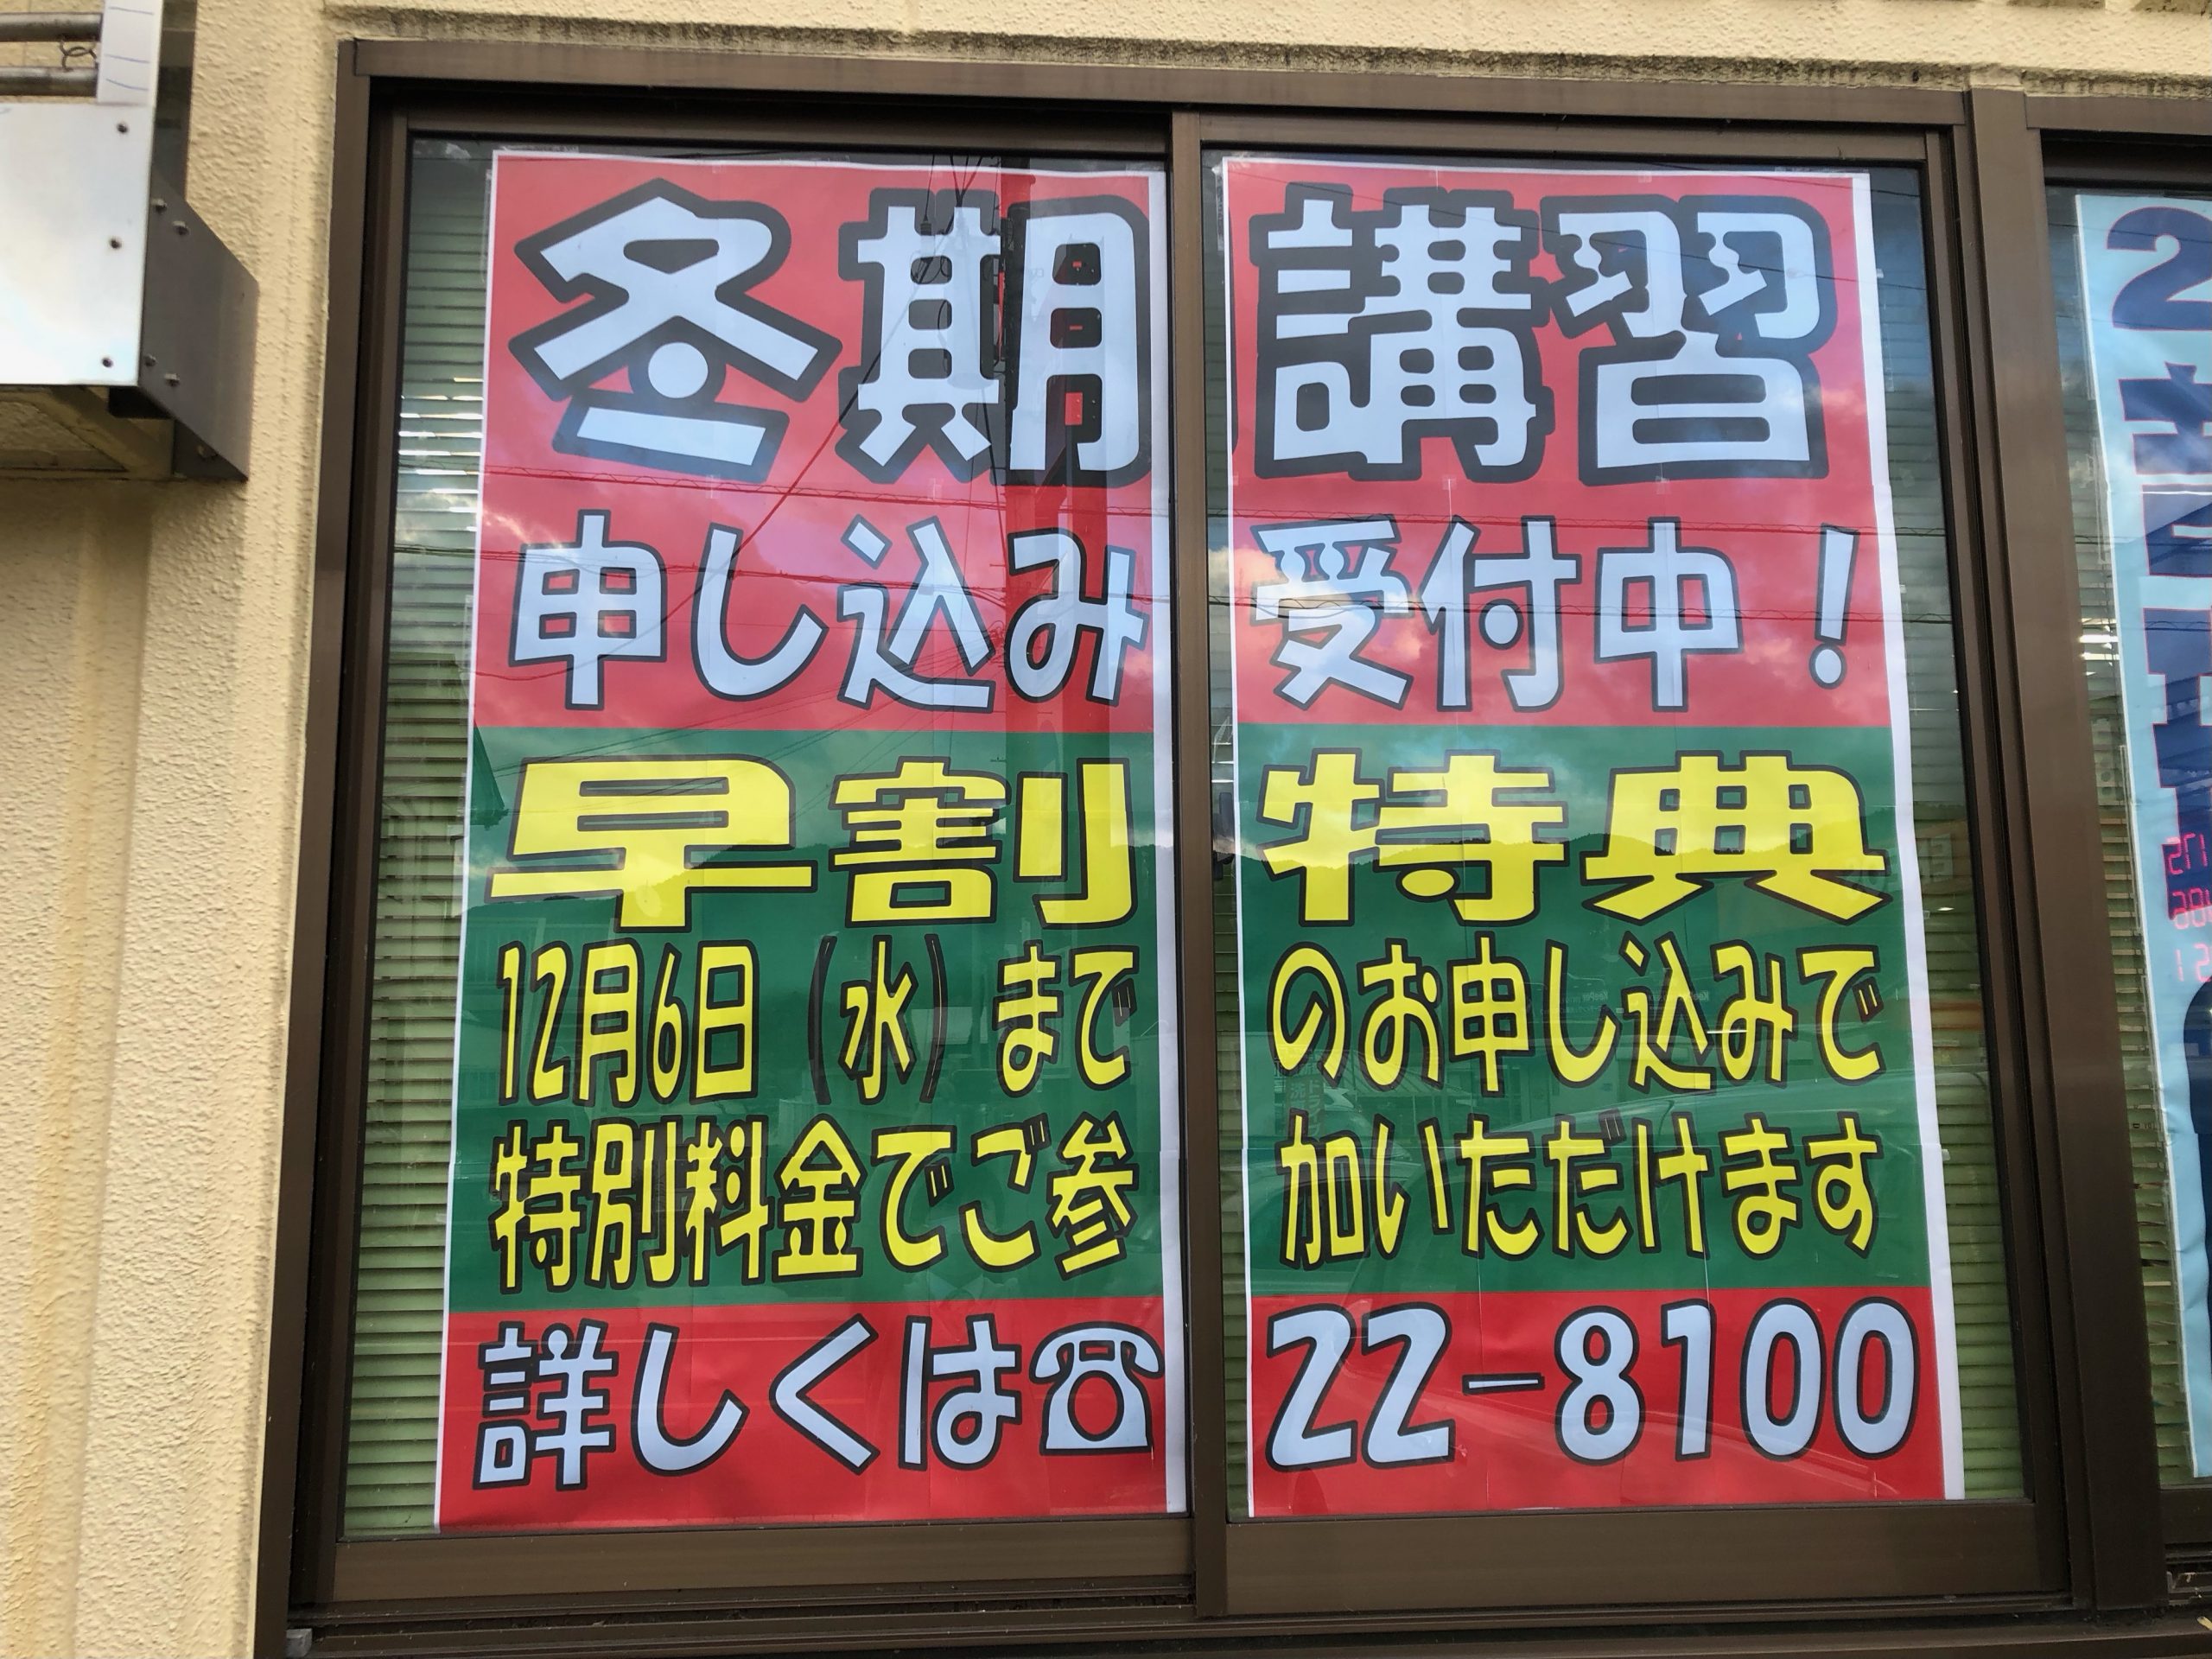 冬期講習
申し込み受付中！
早割特典
12月6日（水）までのお申し込みで
特別料金でご参加いただけます
詳しくは☎22-8100